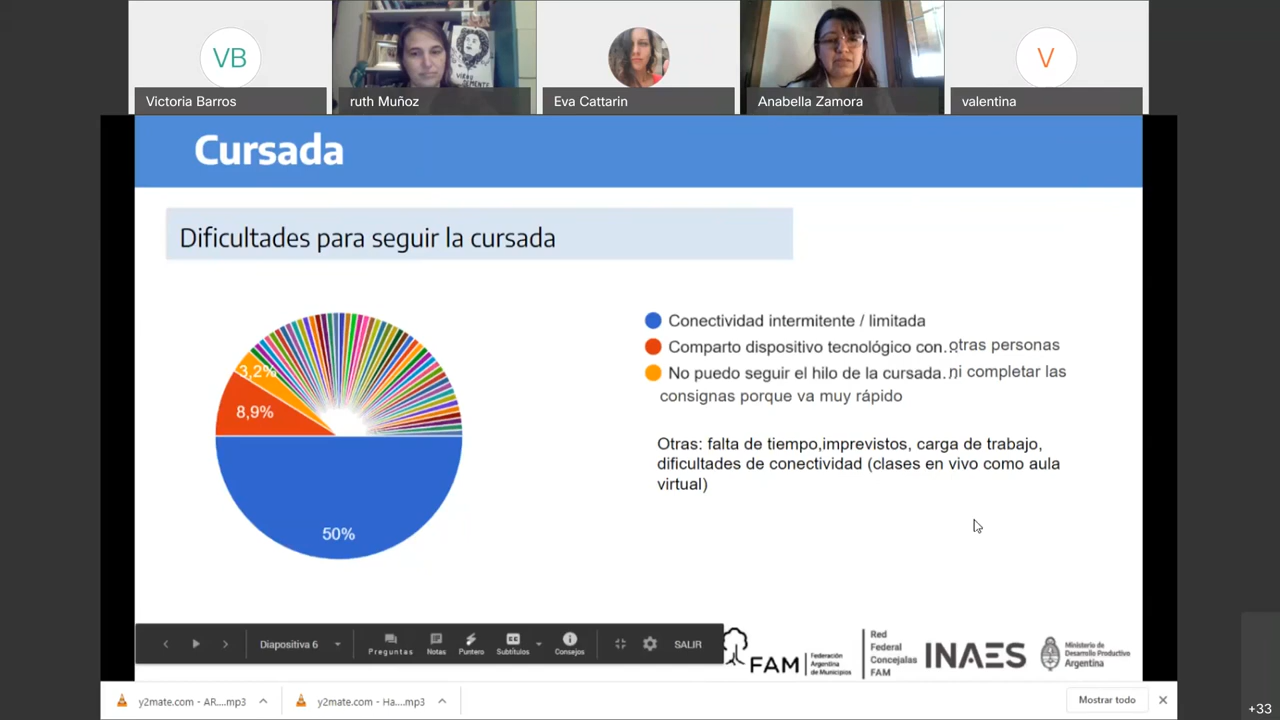 VB
V
Victoria Barros
ruth Muñoz
Eva Cattarin
Anabella Zamora
valentina
Cursada
Dificultades para seguir la cursada
3,2%
8,9%
50%
Conectividad intermitente / limitada
Comparto dispositivo tecnológico con... otras personas
No puedo seguir el hilo de la cursada... ni completar las
consignas porque va muy rápido
Otras: falta de tiempo,imprevistos, carga de trabajo,
dificultades de conectividad (clases en vivo como aula
virtual)
Diapositiva 6
Preguntas
Notas
Puntero
Subtítulos
Consejos
SALIR
FAM
Federación
Argentina
de Municipios
Red
Federal
Concejalas
FAM
INAES
Ministerio de
Desarrollo Productivo
Argentina
y2mate.com - AR....mp3
y2mate.com - Ha....mp3
Mostrar todo
+33